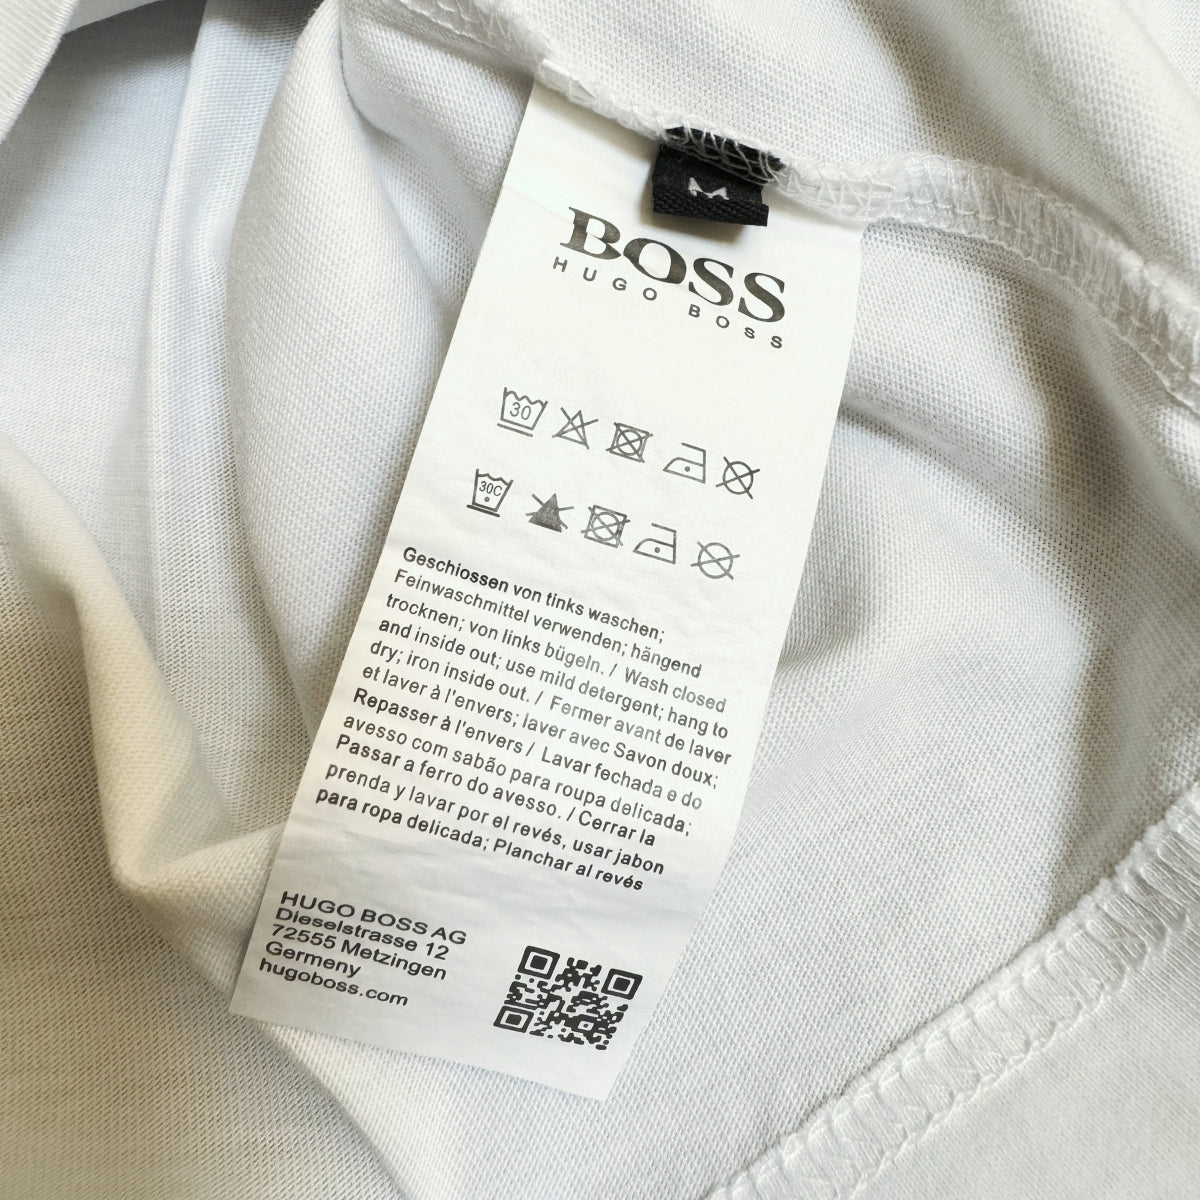 M
BOSS
HUGO BOSS
30
30C
Geschiossen von tinks waschen;
Feinwaschmittel verwenden; hängend
trocknen; von links bügeln. / Wash closed
and inside out; use mild detergent; hang to
dry; iron inside out. / Fermer avant de laver
et laver à l'envers; laver avec Savon doux;
Repasser à l'envers / Lavar fechada e do
avesso com sabão para roupa delicada;
Passar a ferro do avesso. / Cerrar la
prenda y lavar por el revés, usar jabon
para ropa delicada; Planchar al revés
HUGO BOSS AG
Dieselstrasse 12
72555 Metzingen
Germeny
hugoboss.com